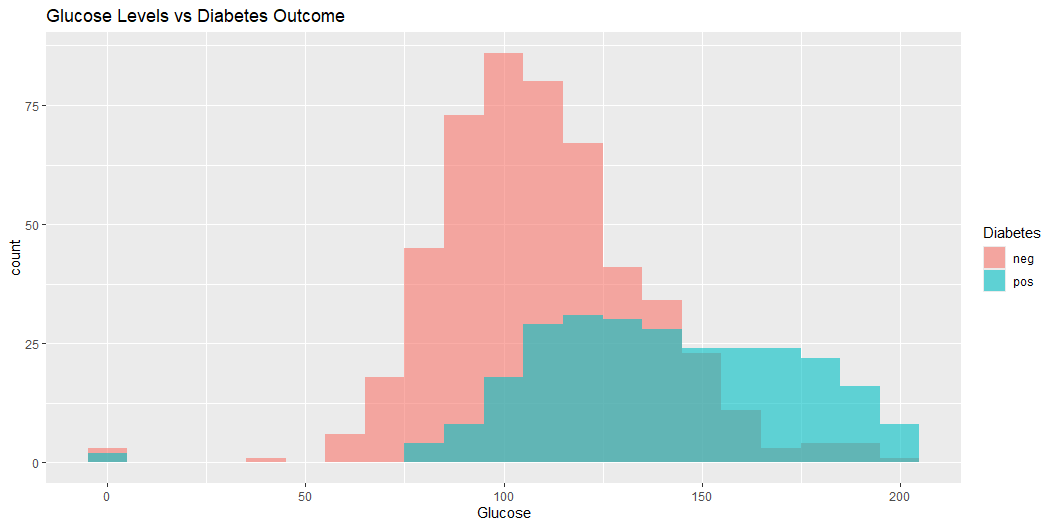 Glucose Levels vs Diabetes Outcome
75
50
25
0
count
0 50 100 150 200
Glucose
Diabetes
neg
pos